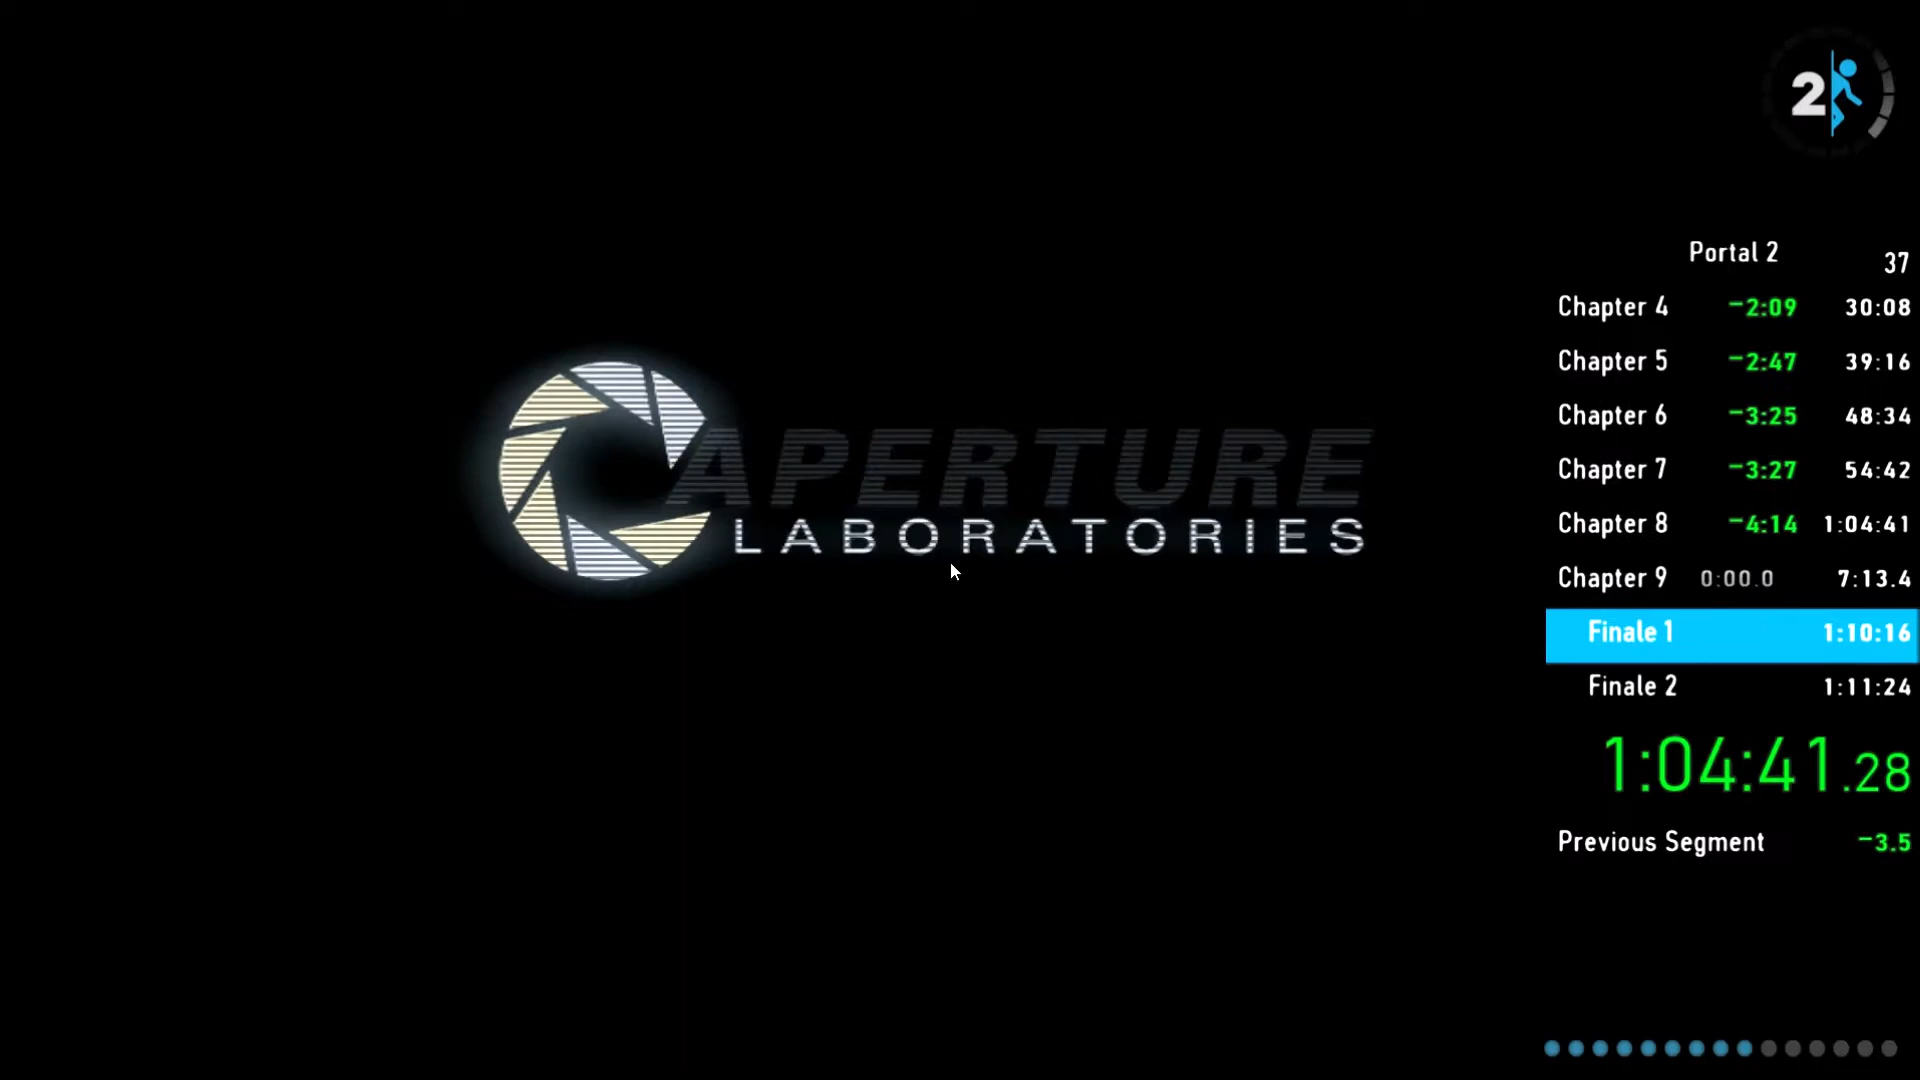 2
Portal 2
37
Chapter 4 −2:09 30:08
Chapter 5 −2:47 39:16
Chapter 6 −3:25 48:34
Chapter 7 −3:27 54:42
Chapter 8 −4:14 1:04:41
Chapter 9 0:00.0 7:13.4
Finale 1 1:10:16
Finale 2 1:11:24
1:04:41.28
Previous Segment −3.5
APERTURE
LABORATORIES